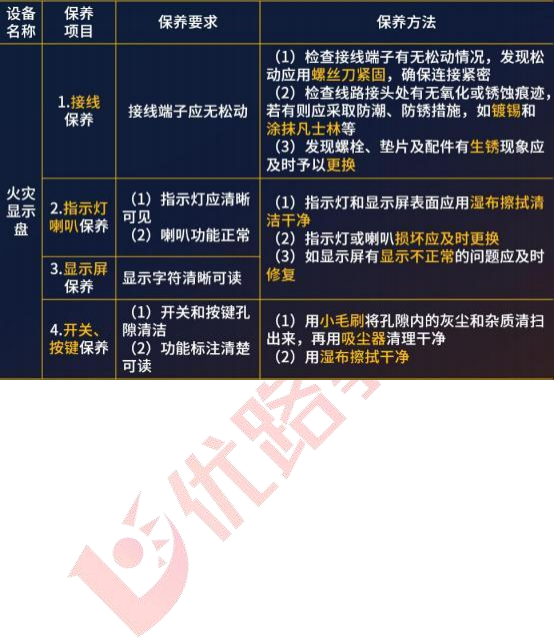 设备
名称
保养
项目
保养要求
保养方法
火灾
显示
盘
1.接线
保养
接线端子应无松动
（1）检查接线端子有无松动情况，发现松
动应用螺丝刀紧固，确保连接紧密
（2）检查线路接头处有无氧化或锈蚀痕迹，
若有则应采取防潮、防锈措施，如镀锡和
涂抹凡士林等
（3）发现螺栓、垫片及配件有生锈现象应
及时予以更换
2.指示灯
喇叭保养
（1）指示灯应清晰
可见
（2）喇叭功能正常
3.显示屏
保养
显示字符清晰可读
（1）指示灯和显示屏表面应用湿布擦拭清
洁干净
（2）指示灯或喇叭损坏应及时更换
（3）如显示屏有显示不正常的问题应及时
修复
4.开关、
按键保养
（1）开关和按键孔
隙清洁
（2）功能标注清楚
可读
（1）用小毛刷将孔隙内的灰尘和杂质清扫
出来，再用吸尘器清理干净
（2）用湿布擦拭干净
优路